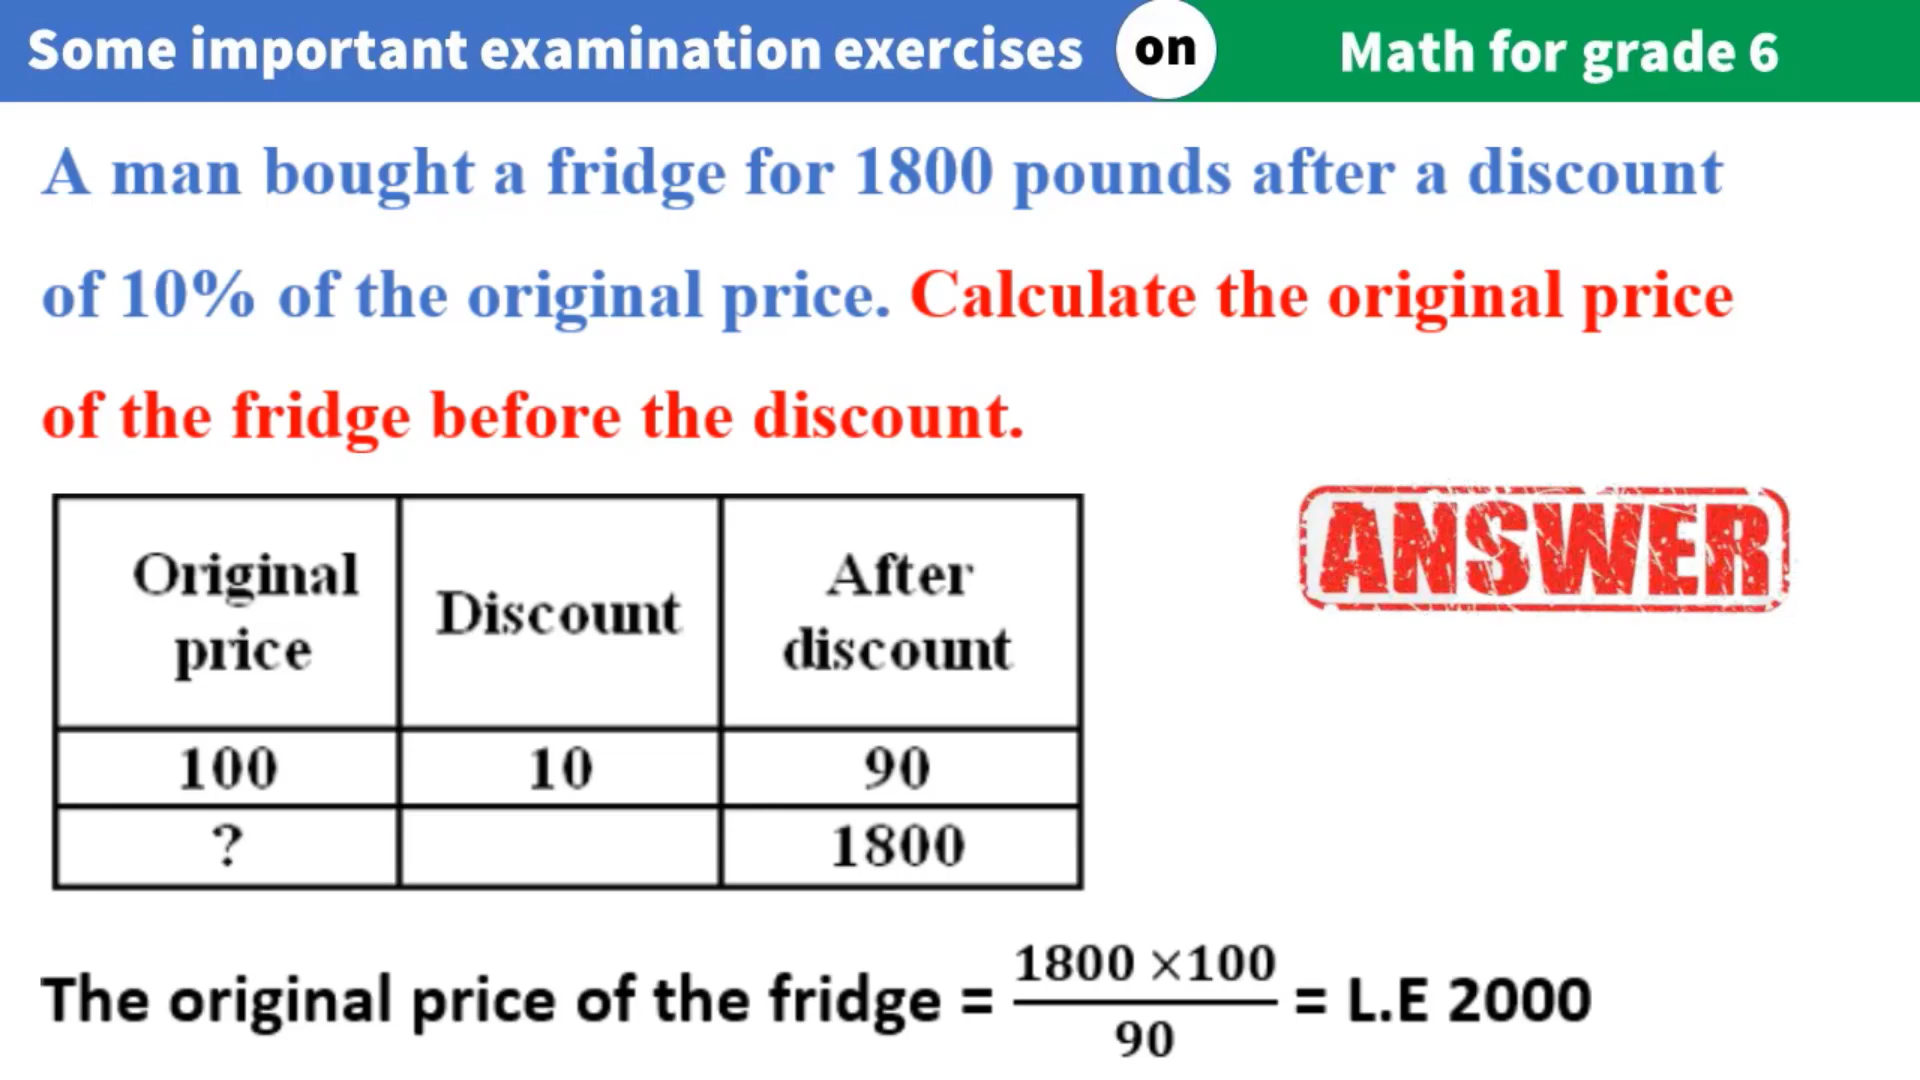 Some important examination exercises on Math for grade 6
A man bought a fridge for 1800 pounds after a discount
of 10% of the original price. Calculate the original price
of the fridge before the discount.
ANSWER
Original price Discount After discount
100 10 90
? 1800
The original price of the fridge = 1800 ×100 / 90 = L.E 2000